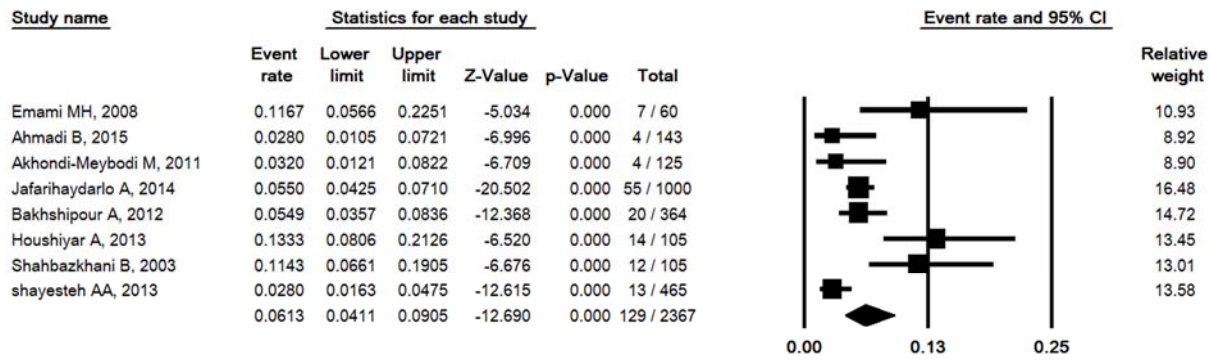 Study name Statistics for each study Event rate and 95% CI
Event rate Lower limit Upper limit Z-Value p-Value Total Relative weight
Emami MH, 2008 0.1167 0.0566 0.2251 -5.034 0.000 7 / 60 10.93
Ahmadi B, 2015 0.0280 0.0105 0.0721 -6.996 0.000 4 / 143 8.92
Akhondi-Meybodi M, 2011 0.0320 0.0121 0.0822 -6.709 0.000 4 / 125 8.90
Jafarihaydarlo A, 2014 0.0550 0.0425 0.0710 -20.502 0.000 55 / 1000 16.48
Bakhshipour A, 2012 0.0549 0.0357 0.0836 -12.368 0.000 20 / 364 14.72
Houshiyar A, 2013 0.1333 0.0806 0.2126 -6.520 0.000 14 / 105 13.45
Shahbazkhani B, 2003 0.1143 0.0661 0.1905 -6.676 0.000 12 / 105 13.01
shayesteh AA, 2013 0.0280 0.0163 0.0475 -12.615 0.000 13 / 465 13.58
0.0613 0.0411 0.0905 -12.690 0.000 129 / 2367
0.00 0.13 0.25